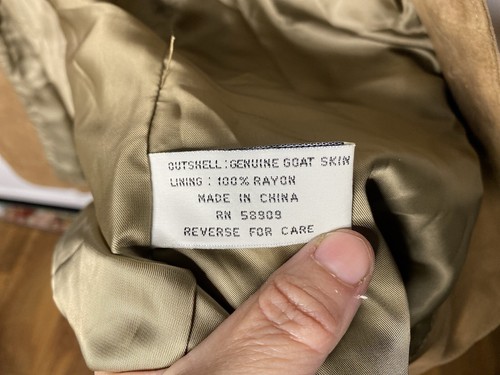 OUTSHELL : GENUINE GOAT SKIN
LINING : 100% RAYON
MADE IN CHINA
RN 58909
REVERSE FOR CARE